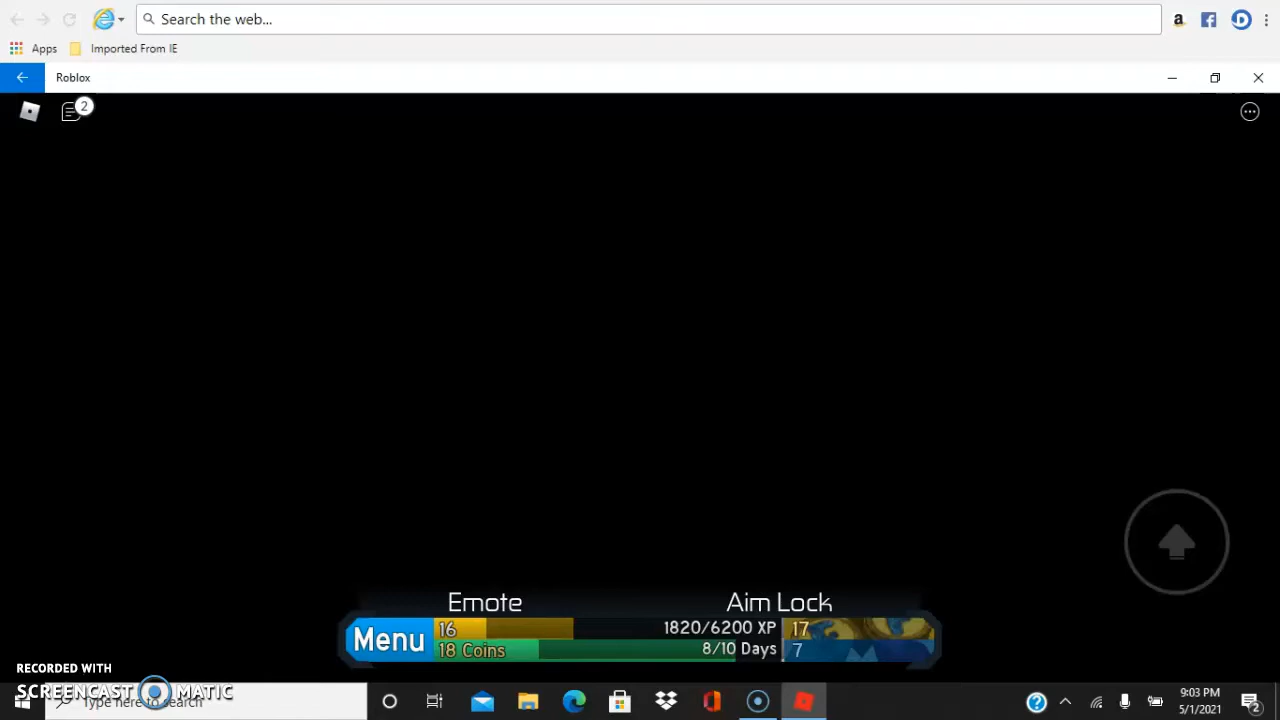 Search the web...
Apps Imported From IE
Roblox
2
Emote Aim Lock
Menu 16 1820/6200 XP 17
18 Coins 8/10 Days 7
RECORDED WITH
SCREENCAST MATIC
Type here to search
9:03 PM
5/1/2021
2